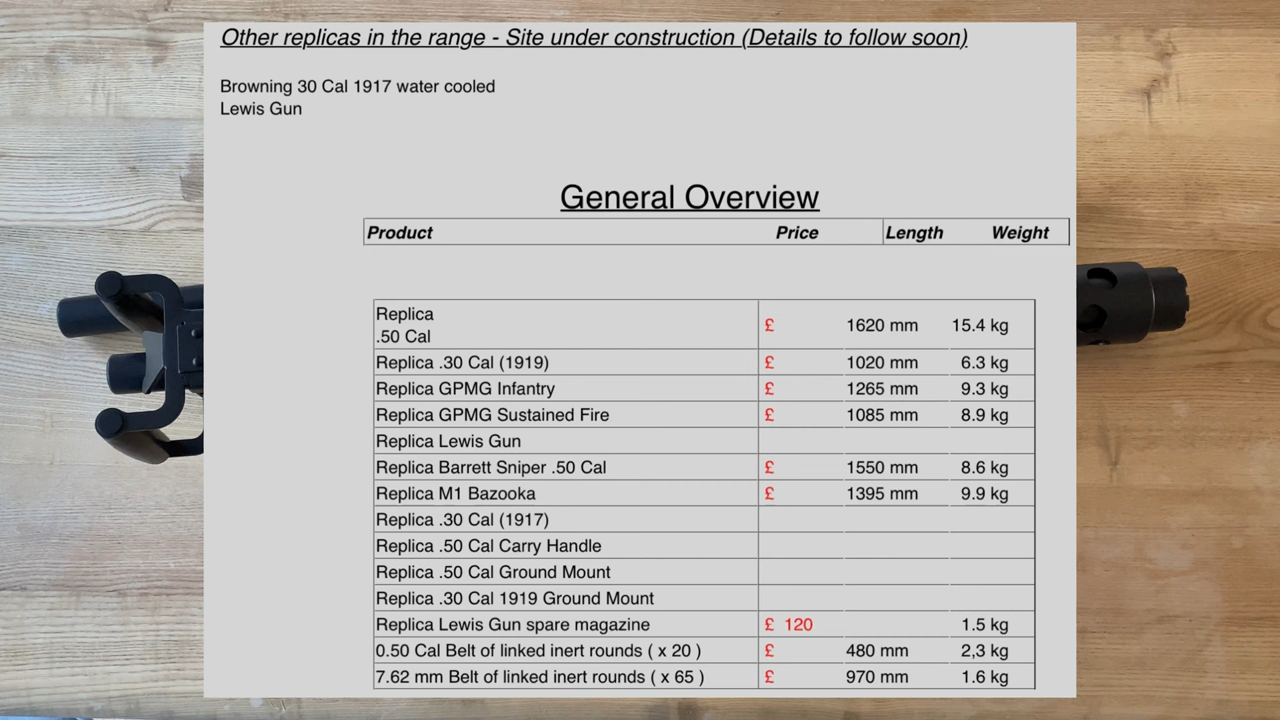 Other replicas in the range - Site under construction (Details to follow soon)
Browning 30 Cal 1917 water cooled
Lewis Gun
General Overview
Product Price Length Weight
Replica
.50 Cal £ 1620 mm 15.4 kg
Replica .30 Cal (1919) £ 1020 mm 6.3 kg
Replica GPMG Infantry £ 1265 mm 9.3 kg
Replica GPMG Sustained Fire £ 1085 mm 8.9 kg
Replica Lewis Gun
Replica Barrett Sniper .50 Cal £ 1550 mm 8.6 kg
Replica M1 Bazooka £ 1395 mm 9.9 kg
Replica .30 Cal (1917)
Replica .50 Cal Carry Handle
Replica .50 Cal Ground Mount
Replica .30 Cal 1919 Ground Mount
Replica Lewis Gun spare magazine £ 120 1.5 kg
0.50 Cal Belt of linked inert rounds ( x 20 ) £ 480 mm 2,3 kg
7.62 mm Belt of linked inert rounds ( x 65 ) £ 970 mm 1.6 kg